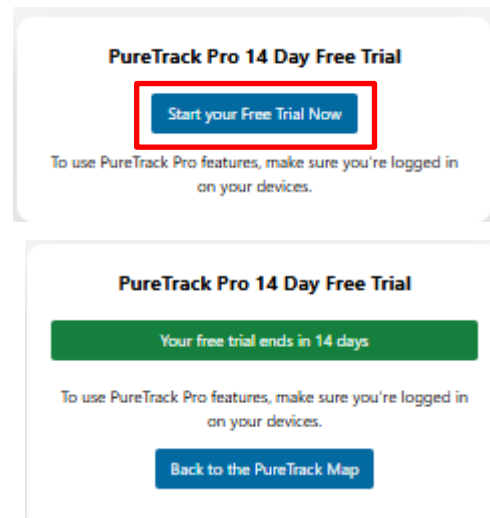 PureTrack Pro 14 Day Free Trial
Start your Free Trial Now
To use PureTrack Pro features, make sure you're logged in
on your devices.
PureTrack Pro 14 Day Free Trial
Your free trial ends in 14 days
To use PureTrack Pro features, make sure you're logged in
on your devices.
Back to the PureTrack Map